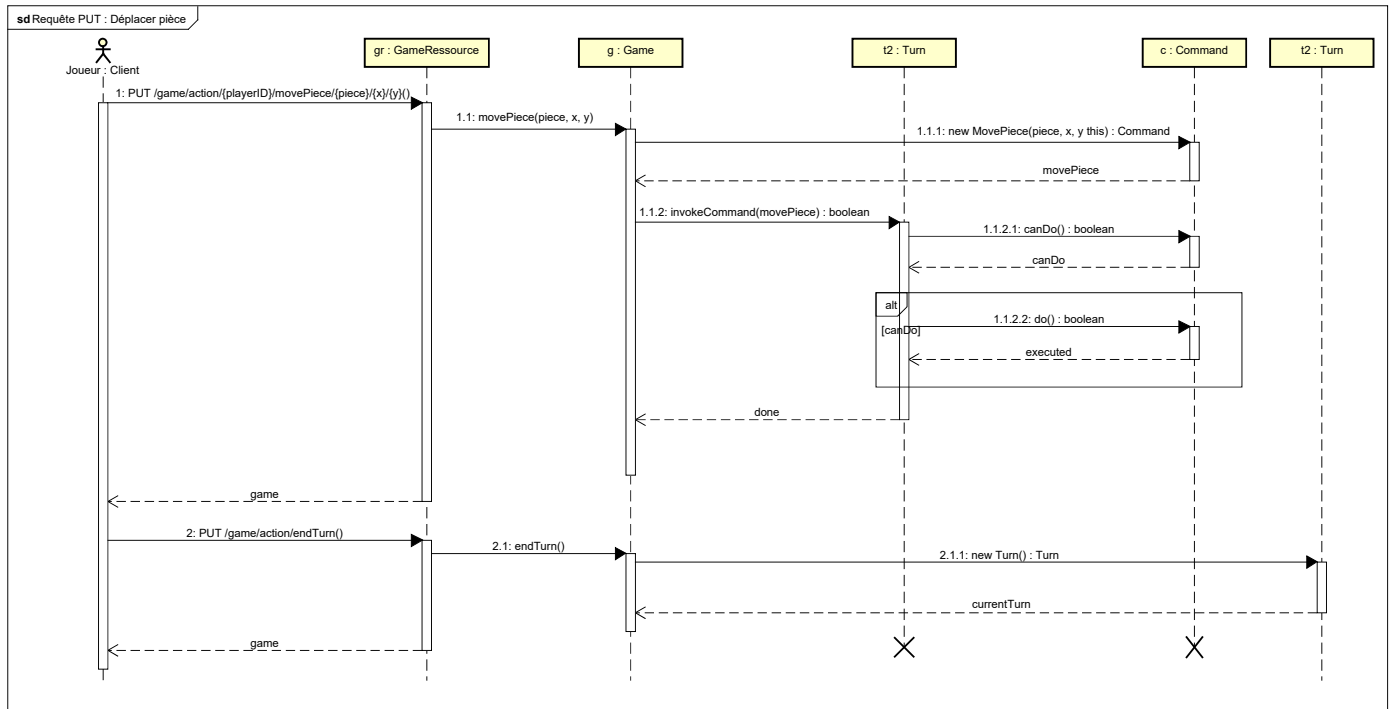 sd Requête PUT : Déplacer pièce
Joueur : Client
gr : GameRessource
g : Game
t2 : Turn
c : Command
t2 : Turn
1: PUT /game/action/{playerID}/movePiece/{piece}/{x}/{y}()
1.1: movePiece(piece, x, y)
1.1.1: new MovePiece(piece, x, y this) : Command
movePiece
1.1.2: invokeCommand(movePiece) : boolean
1.1.2.1: canDo() : boolean
canDo
alt
[canDo]
1.1.2.2: do() : boolean
executed
done
game
2: PUT /game/action/endTurn()
2.1: endTurn()
2.1.1: new Turn() : Turn
currentTurn
game